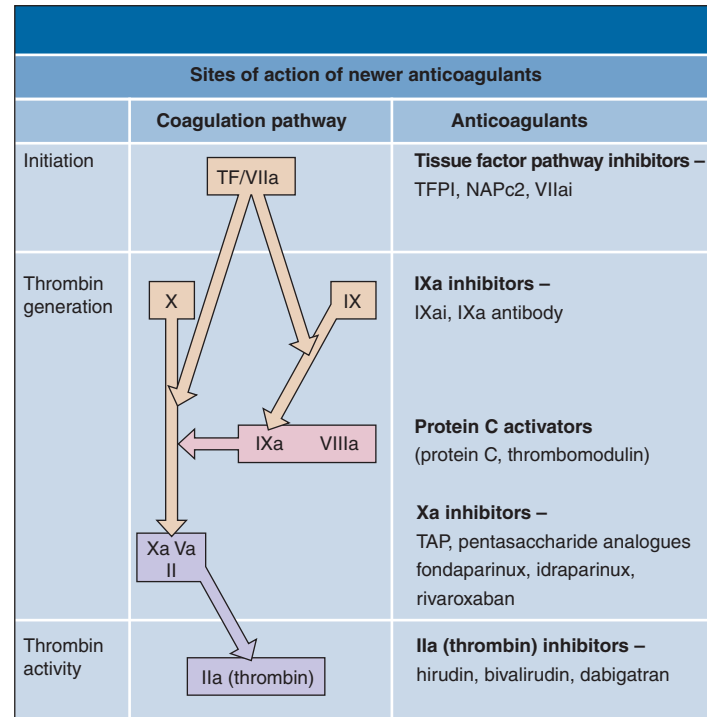 Sites of action of newer anticoagulants
Coagulation pathway
Anticoagulants
Initiation
TF/VIIa
Tissue factor pathway inhibitors –
TFPI, NAPc2, VIIai
Thrombin
generation
X
IX
IXa inhibitors –
IXai, IXa antibody
IXa VIIIa
Protein C activators
(protein C, thrombomodulin)
Xa Va
II
Xa inhibitors –
TAP, pentasaccharide analogues
fondaparinux, idraparinux,
rivaroxaban
Thrombin
activity
IIa (thrombin)
IIa (thrombin) inhibitors –
hirudin, bivalirudin, dabigatran